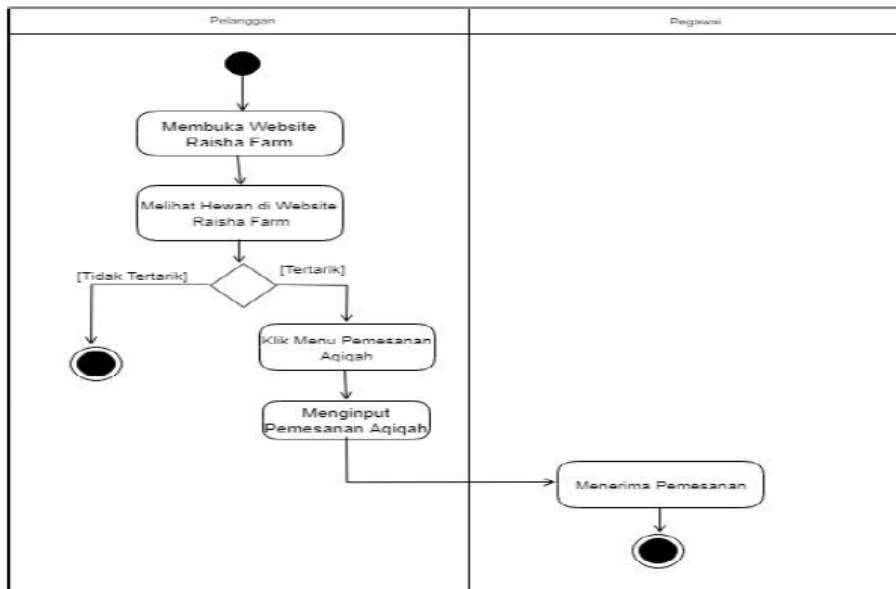 Pelanggan
Pegawai
Membuka Website
Raisha Farm
Melihat Hewan di Website
Raisha Farm
[Tidak Tertarik]
[Tertarik]
Klik Menu Pemesanan
Aqiqah
Menginput
Pemesanan Aqiqah
Menerima Pemesanan